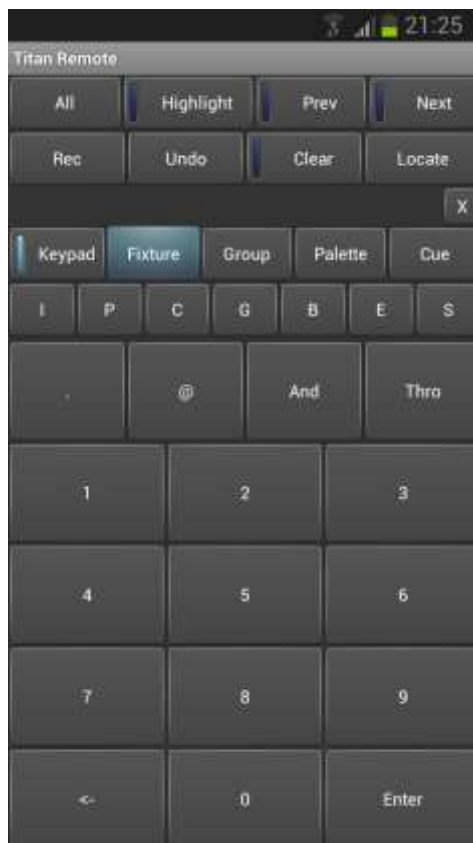 21:25
Titan Remote
All Highlight Prev Next
Rec Undo Clear Locate
X
Keypad Fixture Group Palette Cue
I P C G B E S
. @ And Thro
1 2 3
4 5 6
7 8 9
<- 0 Enter